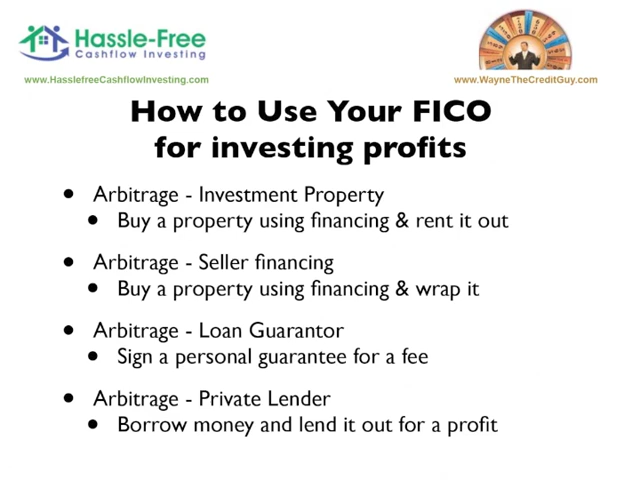 Hassle-Free
Cashflow Investing
www.HasslefreeCashflowInvesting.com
www.WayneTheCreditGuy.com
How to Use Your FICO
for investing profits
• Arbitrage - Investment Property
• Buy a property using financing & rent it out
• Arbitrage - Seller financing
• Buy a property using financing & wrap it
• Arbitrage - Loan Guarantor
• Sign a personal guarantee for a fee
• Arbitrage - Private Lender
• Borrow money and lend it out for a profit